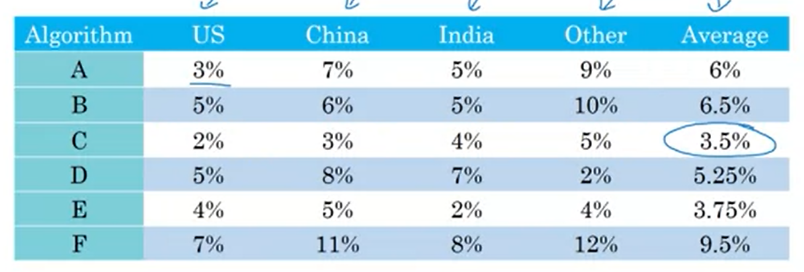 Algorithm US China India Other Average
A 3% 7% 5% 9% 6%
B 5% 6% 5% 10% 6.5%
C 2% 3% 4% 5% 3.5%
D 5% 8% 7% 2% 5.25%
E 4% 5% 2% 4% 3.75%
F 7% 11% 8% 12% 9.5%